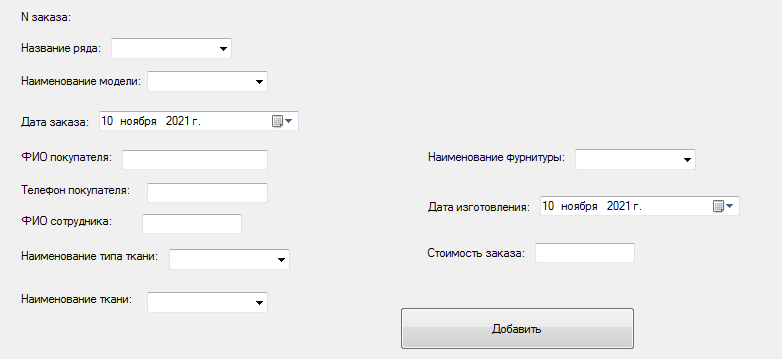 N заказа:
Название ряда:
Наименование модели:
Дата заказа: 10 ноября 2021 г.
ФИО покупателя:
Наименование фурнитуры:
Телефон покупателя:
Дата изготовления: 10 ноября 2021 г.
ФИО сотрудника:
Наименование типа ткани:
Стоимость заказа:
Наименование ткани:
Добавить